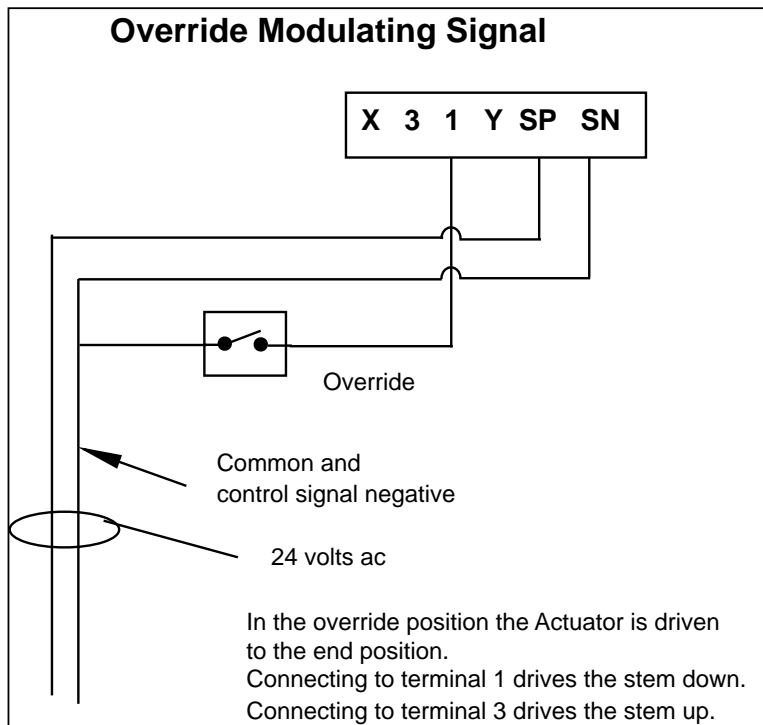 Override Modulating Signal
X 3 1 Y SP SN
Override
Common and
control signal negative
24 volts ac
In the override position the Actuator is driven
to the end position.
Connecting to terminal 1 drives the stem down.
Connecting to terminal 3 drives the stem up.